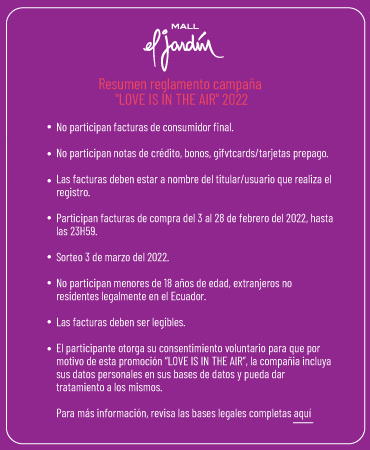 MALL
el jardín
Resumen reglamento campaña
"LOVE IS IN THE AIR" 2022
• No participan facturas de consumidor final.
• No participan notas de crédito, bonos, gifvtcards/tarjetas prepago.
• Las facturas deben estar a nombre del titular/usuario que realiza el
registro.
• Participan facturas de compra del 3 al 28 de febrero del 2022, hasta
las 23H59.
• Sorteo 3 de marzo del 2022.
• No participan menores de 18 años de edad, extranjeros no
residentes legalmente en el Ecuador.
• Las facturas deben ser legibles.
• El participante otorga su consentimiento voluntario para que por
motivo de esta promoción "LOVE IS IN THE AIR", la compañía incluya
sus datos personales en sus bases de datos y pueda dar
tratamiento a los mismos.
Para más información, revisa las bases legales completas aquí